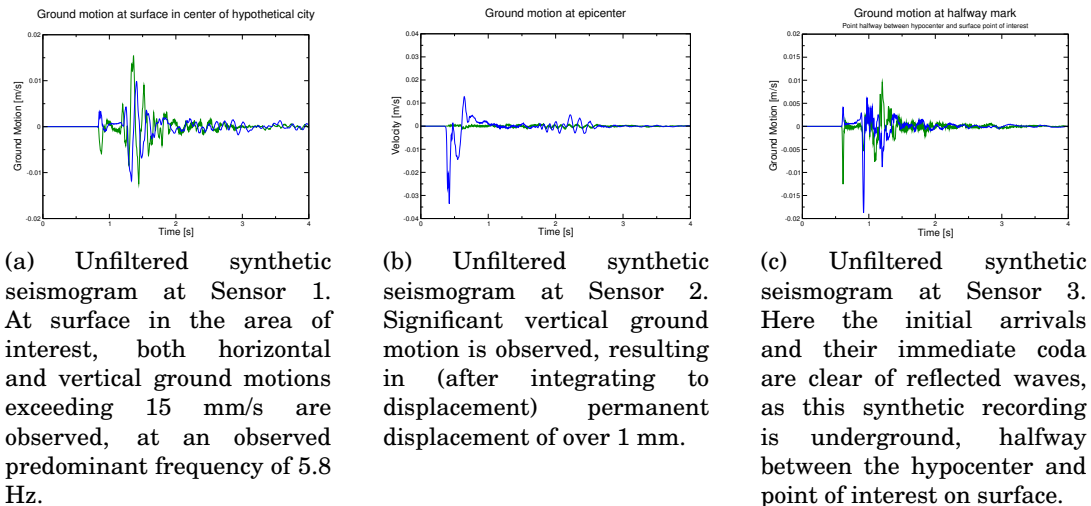 Ground motion at surface in center of hypothetical city
0.02
0.01
0
-0.01
-0.02
Ground Motion [m/s]
0
1
2
3
4
Time [s]
(a) Unfiltered synthetic
seismogram at Sensor 1.
At surface in the area of
interest, both horizontal
and vertical ground motions
exceeding 15 mm/s are
observed, at an observed
predominant frequency of 5.8
Hz.
Ground motion at epicenter
0.04
0.03
0.02
0.01
0
-0.01
-0.02
-0.03
-0.04
Velocity [m/s]
0
1
2
3
4
Time [s]
(b) Unfiltered synthetic
seismogram at Sensor 2.
Significant vertical ground
motion is observed, resulting
in (after integrating to
displacement) permanent
displacement of over 1 mm.
Ground motion at halfway mark
Point halfway between hypocenter and surface point of interest
0.02
0.015
0.01
0.005
0
-0.005
-0.01
-0.015
-0.02
Ground Motion [m/s]
0
1
2
3
4
Time [s]
(c) Unfiltered synthetic
seismogram at Sensor 3.
Here the initial arrivals
and their immediate coda
are clear of reflected waves,
as this synthetic recording
is underground, halfway
between the hypocenter and
point of interest on surface.